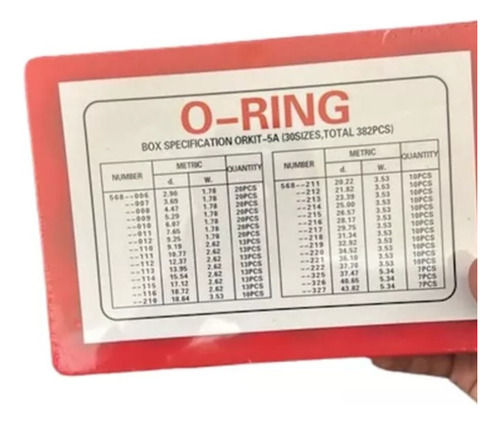 O-RING
BOX SPECIFICATION ORKIT-5A (30SIZES,TOTAL 382PCS)
NUMBER METRIC QUANTITY
d. W.
568--006 2.90 1.78 20PCS
--007 3.69 1.78 20PCS
--008 4.47 1.78 20PCS
--009 5.29 1.78 20PCS
--010 6.07 1.78 20PCS
--011 7.65 1.78 20PCS
--012 9.25 1.78 20PCS
--110 9.19 2.62 13PCS
--111 10.77 2.62 13PCS
--112 12.37 2.62 13PCS
--113 13.95 2.62 13PCS
--114 15.54 2.62 13PCS
--115 17.12 2.62 13PCS
--116 18.72 2.62 13PCS
--210 18.64 3.53 10PCS
NUMBER METRIC QUANTITY
d. W.
568--211 20.22 3.53 10PCS
--212 21.82 3.53 10PCS
--213 23.39 3.53 10PCS
--214 25.00 3.53 10PCS
--215 26.57 3.53 10PCS
--216 28.17 3.53 10PCS
--217 29.75 3.53 10PCS
--218 31.34 3.53 10PCS
--219 32.92 3.53 10PCS
--220 34.52 3.53 10PCS
36.10 3.53 10PCS
--222 37.70 3.53 10PCS
37.47 5.34 7PCS
--326 40.65 5.34 7PCS
--327 43.82 5.34 7PCS